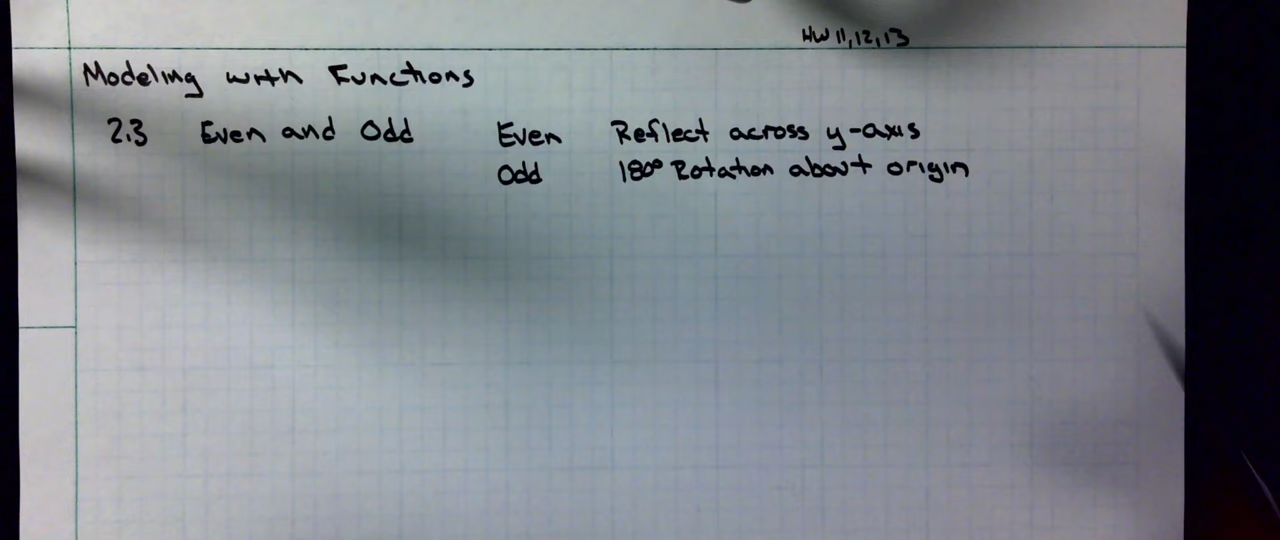 HW 11,12,13
Modeling with Functions
2.3 Even and Odd Even Reflect across y-axis
Odd 180° Rotation about origin